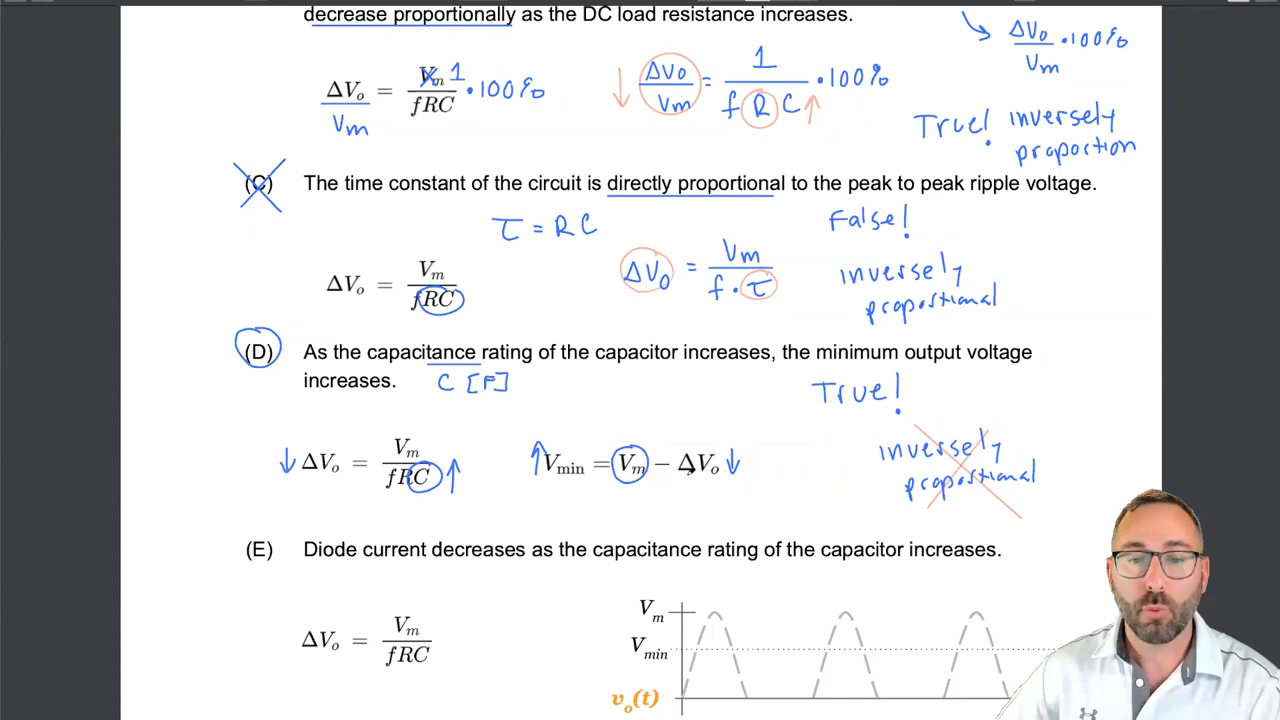 decrease proportionally as the DC load resistance increases.
↘ ΔVo/Vm · 100%
ΔVo/Vm = Vm 1/fRC · 100%
↓ ΔVo/Vm = 1/f R C ↑ · 100%
True! inversely
proportion
(C) The time constant of the circuit is directly proportional to the peak to peak ripple voltage.
τ = RC
False!
ΔVo = Vm/fRC
ΔVo = Vm/f · τ
inversely
propostional
(D) As the capacitance rating of the capacitor increases, the minimum output voltage
increases.
C [F]
True!
↓ ΔVo = Vm/fRC ↑
↑ Vmin = Vm − ΔVo ↓
inversely
propostional
(E) Diode current decreases as the capacitance rating of the capacitor increases.
ΔVo = Vm/fRC
Vm
Vmin
vo(t)